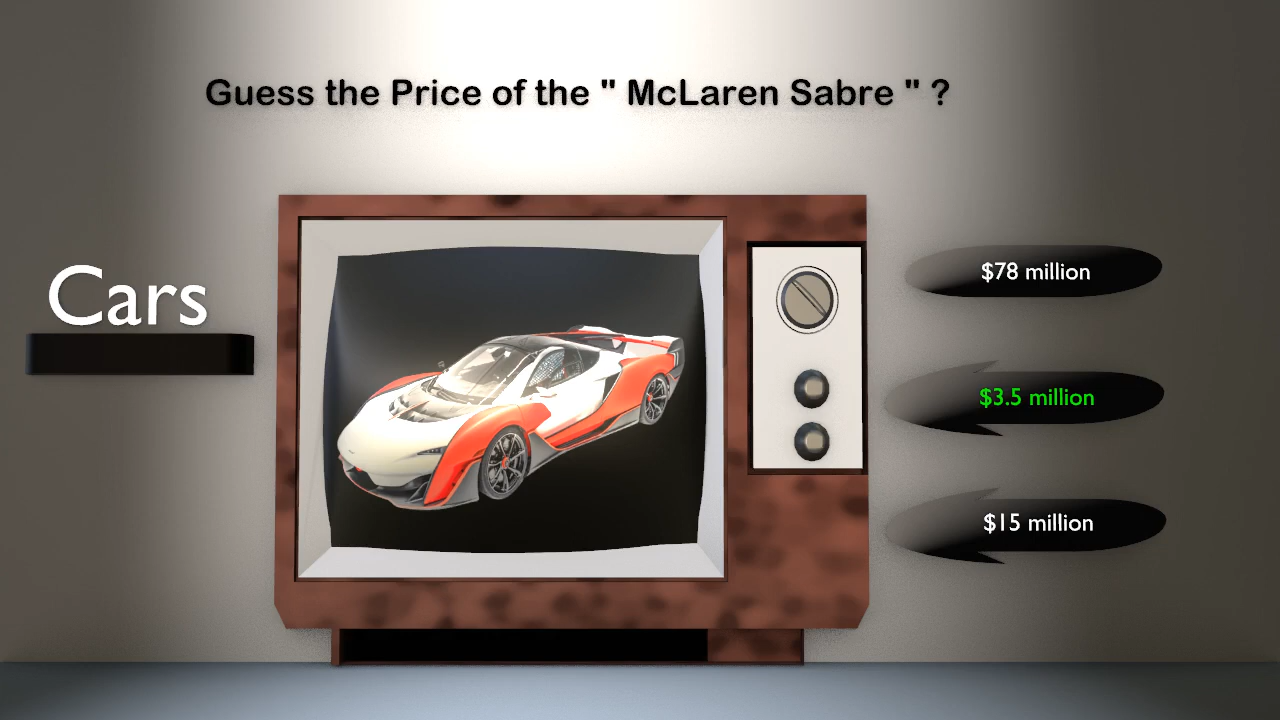 Guess the Price of the " McLaren Sabre " ?
Cars
$78 million
$3.5 million
$15 million